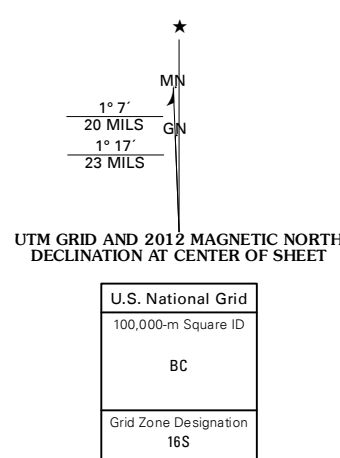 ★
MN
1° 7´
20 MILS
GN
1° 17´
23 MILS
UTM GRID AND 2012 MAGNETIC NORTH
DECLINATION AT CENTER OF SHEET
U.S. National Grid
100,000-m Square ID
BC
Grid Zone Designation
16S